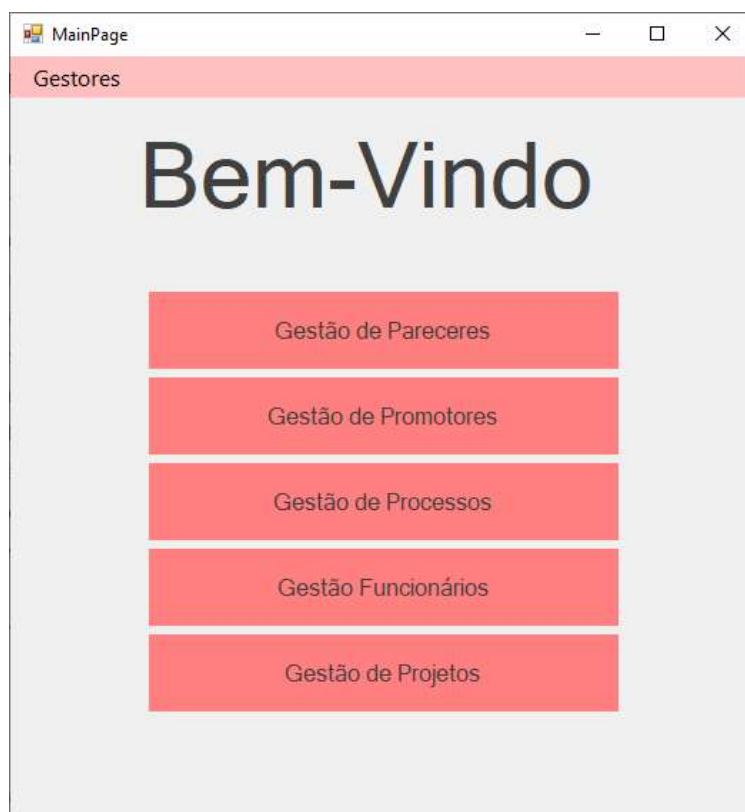 MainPage
Gestores
Bem-Vindo
Gestão de Pareceres
Gestão de Promotores
Gestão de Processos
Gestão Funcionários
Gestão de Projetos